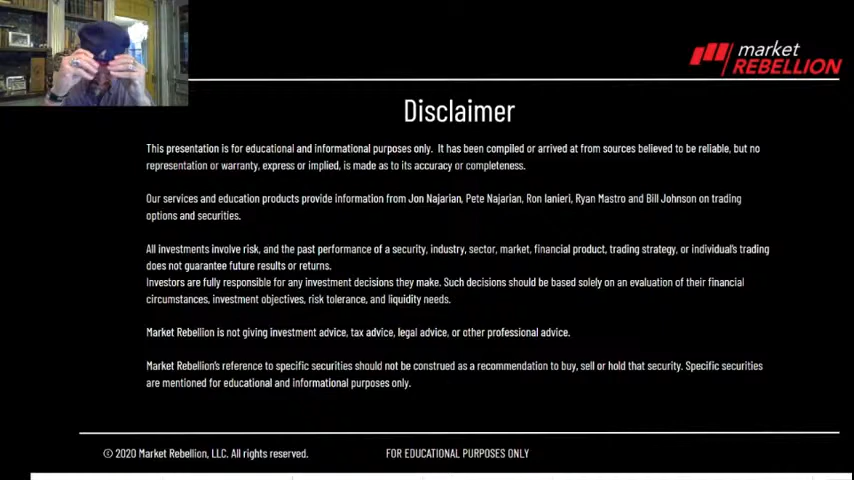 market
REBELLION
Disclaimer
This presentation is for educational and informational purposes only. It has been compiled or arrived at from sources believed to be reliable, but no
representation or warranty, express or implied, is made as to its accuracy or completeness.
Our services and education products provide information from Jon Najarian, Pete Najarian, Ron Ianieri, Ryan Mastro and Bill Johnson on trading
options and securities.
All investments involve risk, and the past performance of a security, industry, sector, market, financial product, trading strategy, or individual's trading
does not guarantee future results or returns.
Investors are fully responsible for any investment decisions they make. Such decisions should be based solely on an evaluation of their financial
circumstances, investment objectives, risk tolerance, and liquidity needs.
Market Rebellion is not giving investment advice, tax advice, legal advice, or other professional advice.
Market Rebellion's reference to specific securities should not be construed as a recommendation to buy, sell or hold that security. Specific securities
are mentioned for educational and informational purposes only.
© 2020 Market Rebellion, LLC. All rights reserved.
FOR EDUCATIONAL PURPOSES ONLY